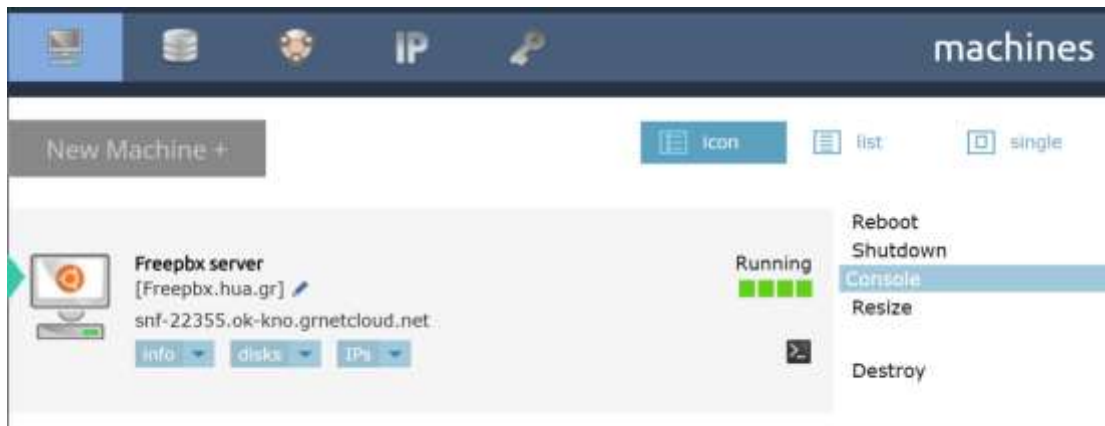 IP
machines
New Machine +
icon
list
single
Freepbx server
[Freepbx.hua.gr]
snf-22355.ok-kno.grnetcloud.net
info
disks
IPs
Running
>_
Reboot
Shutdown
Console
Resize
Destroy